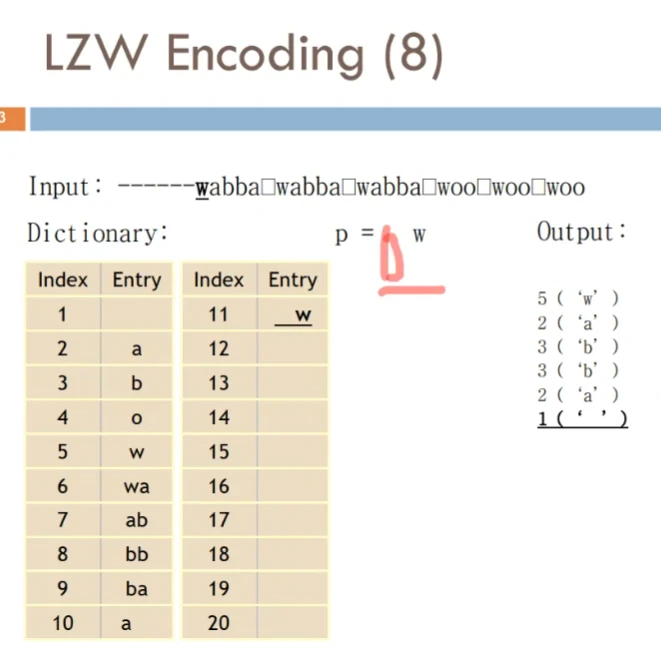 LZW Encoding (8)
3
Input: ------wabba□wabba□wabba□woo□woo□woo
Dictionary:
p = w
Output:
Index Entry Index Entry
1 11 w
2 a 12
3 b 13
4 o 14
5 w 15
6 wa 16
7 ab 17
8 bb 18
9 ba 19
10 a 20
5 ( ‘w’ )
2 ( ‘a’ )
3 ( ‘b’ )
3 ( ‘b’ )
2 ( ‘a’ )
1 ( ‘ ’ )